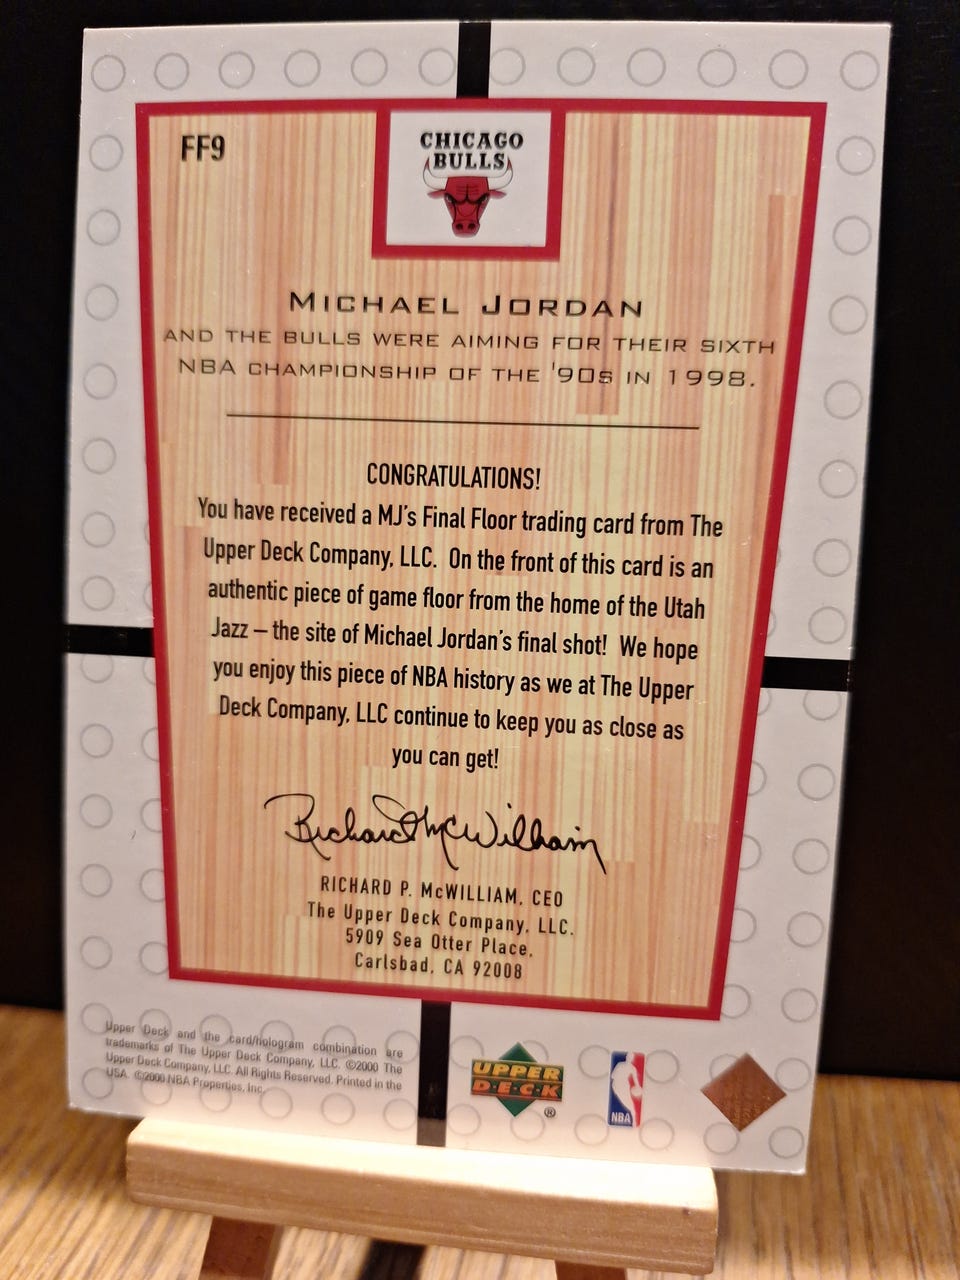 FF9
CHICAGO
BULLS
MICHAEL JORDAN
AND THE BULLS WERE AIMING FOR THEIR SIXTH
NBA CHAMPIONSHIP OF THE '90s IN 1998.
CONGRATULATIONS!
You have received a MJ's Final Floor trading card from The
Upper Deck Company, LLC. On the front of this card is an
authentic piece of game floor from the home of the Utah
Jazz – the site of Michael Jordan's final shot! We hope
you enjoy this piece of NBA history as we at The Upper
Deck Company, LLC continue to keep you as close as
you can get!
Richard McWilliam
RICHARD P. McWILLIAM, CEO
The Upper Deck Company, LLC.
5909 Sea Otter Place,
Carlsbad, CA 92008
Upper Deck and the card/hologram combination are
trademarks of The Upper Deck Company, LLC. ©2000 The
Upper Deck Company, LLC. All Rights Reserved. Printed in the
USA. ©2000 NBA Properties, Inc.
UPPER
D·E·C·K
®
NBA